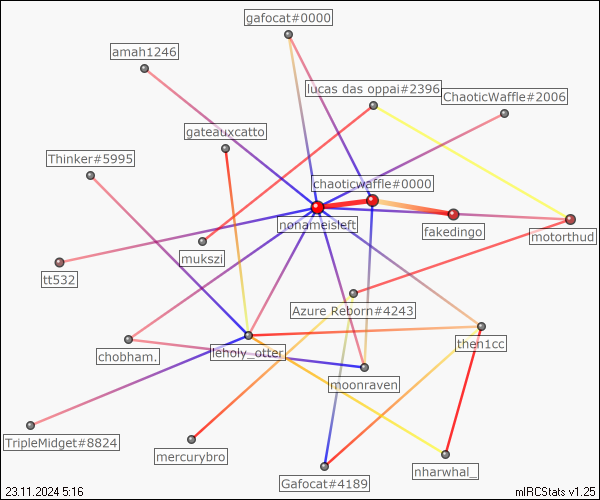 gafocat#0000
amah1246
lucas das oppai#2396
ChaoticWaffle#2006
gateauxcatto
Thinker#5995
chaoticwaffle#0000
nonameisleft
fakedingo
motorthud
mukszi
tt532
Azure Reborn#4243
then1cc
leholy_otter
chobham.
moonraven
TripleMidget#8824
mercurybro
nharwhal_
Gafocat#4189
23.11.2024 5:16
mIRCStats v1.25